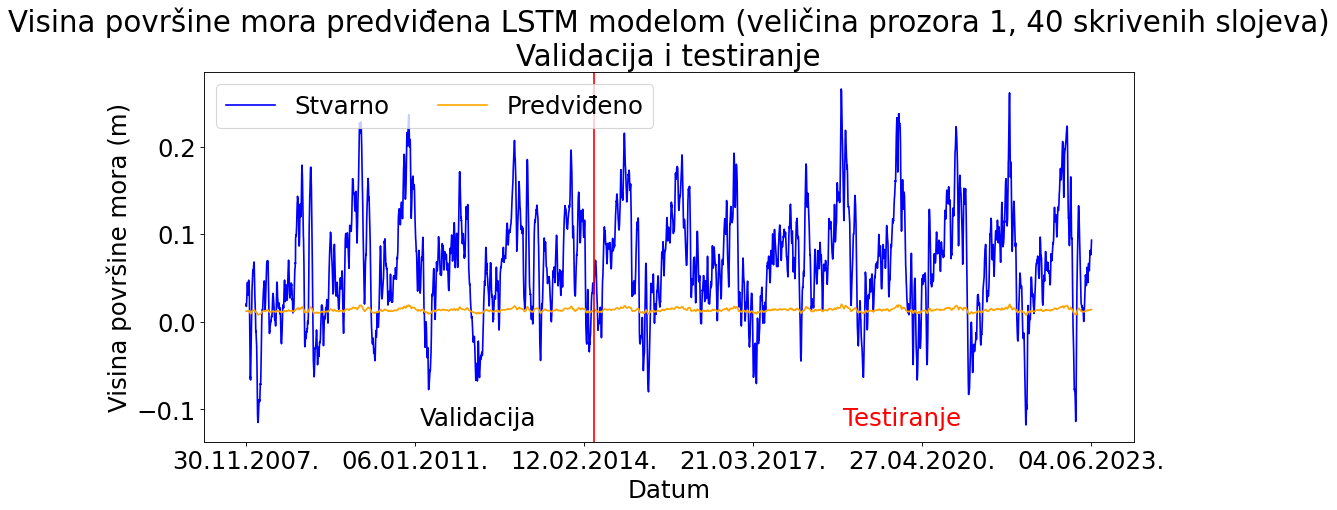 Visina površine mora predviđena LSTM modelom (veličina prozora 1, 40 skrivenih slojeva)
Validacija i testiranje
Stvarno
Predviđeno
Visina površine mora (m)
0.2
0.1
0.0
−0.1
Validacija
Testiranje
30.11.2007.
06.01.2011.
12.02.2014.
21.03.2017.
27.04.2020.
04.06.2023.
Datum